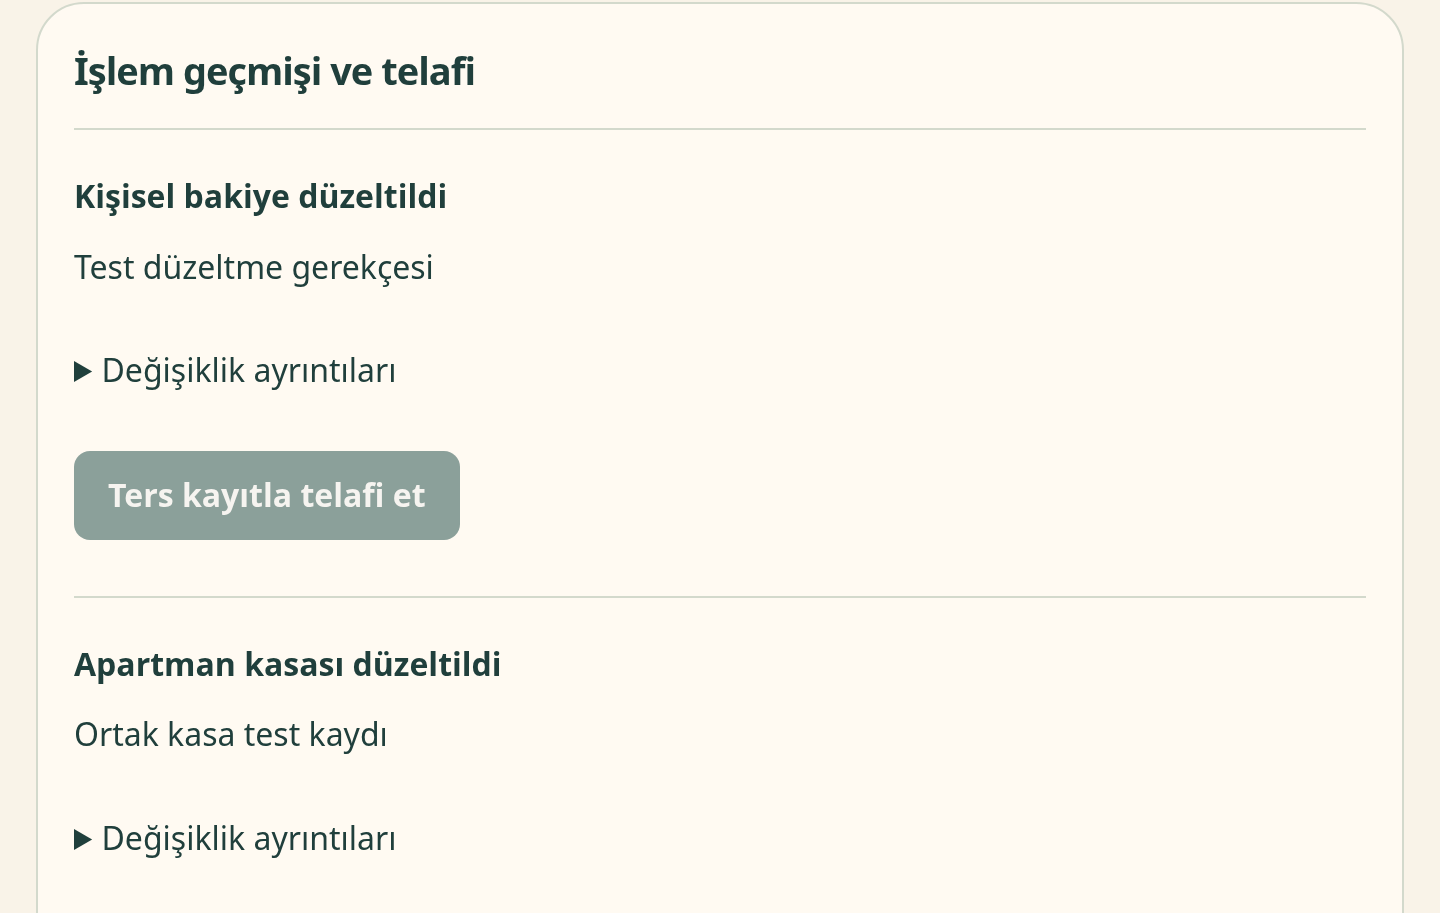 İşlem geçmişi ve telafi
Kişisel bakiye düzeltildi
Test düzeltme gerekçesi
Değişiklik ayrıntıları
Ters kayıtla telafi et
Apartman kasası düzeltildi
Ortak kasa test kaydı
Değişiklik ayrıntıları